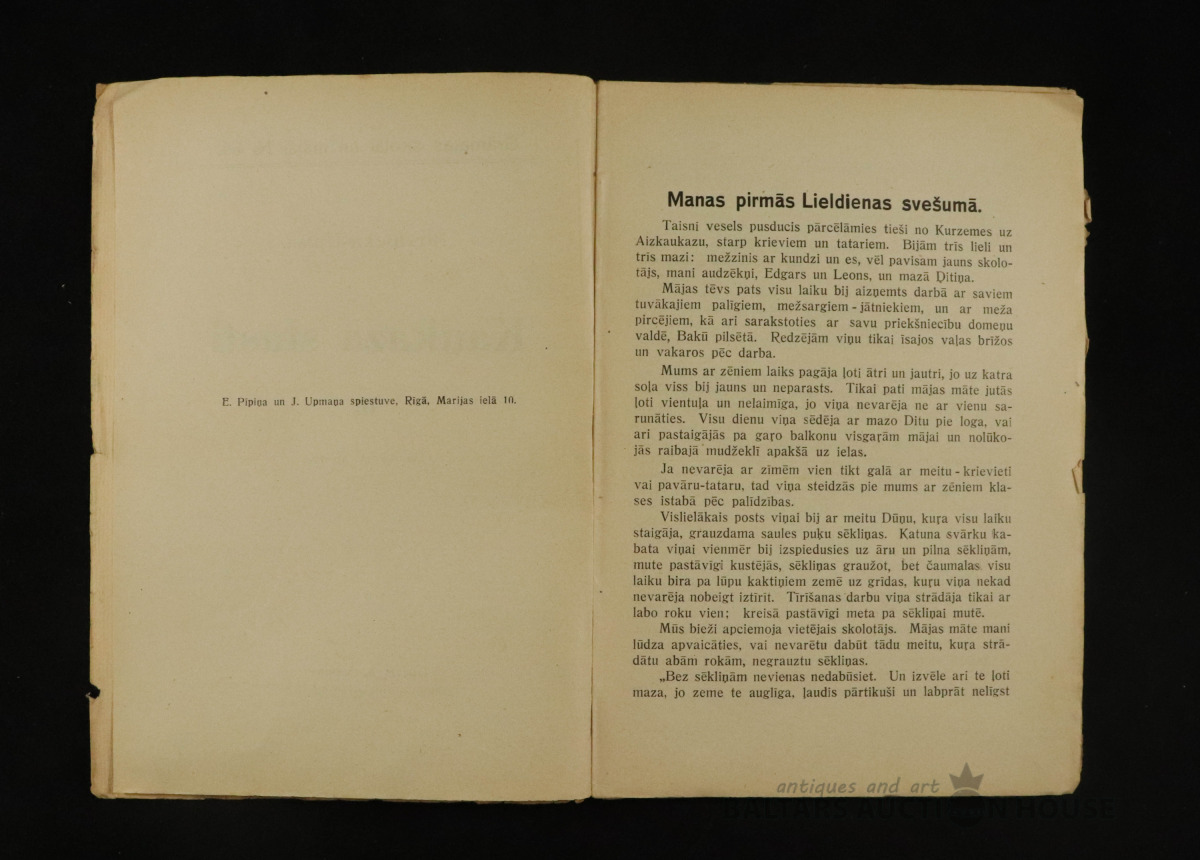 E. Pīpiņa un J. Upmaņa spiestuve, Rīgā, Marijas ielā 10.
Manas pirmās Lieldienas svešumā.
Taisni vesels pusducis pārcēlāmies tieši no Kurzemes uz
Aizkaukazu, starp krieviem un tatariem. Bijām trīs lieli un
trīs mazi: mežzinis ar kundzi un es, vēl pavisam jauns skolo-
tājs, mani audzēkņi, Edgars un Leons, un mazā Ditiņa.
Mājas tēvs pats visu laiku bij aizņemts darbā ar saviem
tuvākajiem palīgiem, mežsargiem-jātniekiem, un ar meža
pircējiem, kā ari sarakstoties ar savu priekšniecību domeņu
valdē, Bakū pilsētā. Redzējām viņu tikai īsajos vaļas brīžos
un vakaros pēc darba.
Mums ar zēniem laiks pagāja ļoti ātri un jautri, jo uz katra
soļa viss bij jauns un neparasts. Tikai pati mājas māte jutās
ļoti vientuļa un nelaimīga, jo viņa nevarēja ne ar vienu sa-
runāties. Visu dienu viņa sēdēja ar mazo Ditu pie loga, vai
ari pastaigājās pa gaŗo balkonu visgaŗām mājai un nolūko-
jās raibajā mudžeklī apakšā uz ielas.
Ja nevarēja ar zīmēm vien tikt galā ar meitu-krievieti
vai pavāru-tataru, tad viņa steidzās pie mums ar zēniem kla-
ses istabā pēc palīdzības.
Vislielākais posts viņai bij ar meitu Dūņu, kuŗa visu laiku
staigāja, grauzdama saules puķu sēkliņas. Katuna svārku ka-
bata viņai vienmēr bij izspiedusies uz āru un pilna sēkliņām,
mute pastāvīgi kustējās, sēkliņas graužot, bet čaumalas visu
laiku bira pa lūpu kaktiņiem zemē uz grīdas, kuŗu viņa nekad
nevarēja nobeigt iztīrīt. Tīrīšanas darbu viņa strādāja tikai ar
labo roku vien; kreisā pastāvīgi meta pa sēkliņai mutē.
Mūs bieži apciemoja vietējais skolotājs. Mājas māte mani
lūdza apvaicāties, vai nevarētu dabūt tādu meitu, kuŗa strā-
dātu abām rokām, negrauztu sēkliņas.
„Bez sēkliņām nevienas nedabūsiet. Un izvēle ari te ļoti
maza, jo zeme te auglīga, ļaudis pārtikuši un labprāt nelīgst
antiques and art
BALTARS AUCTION HOUSE